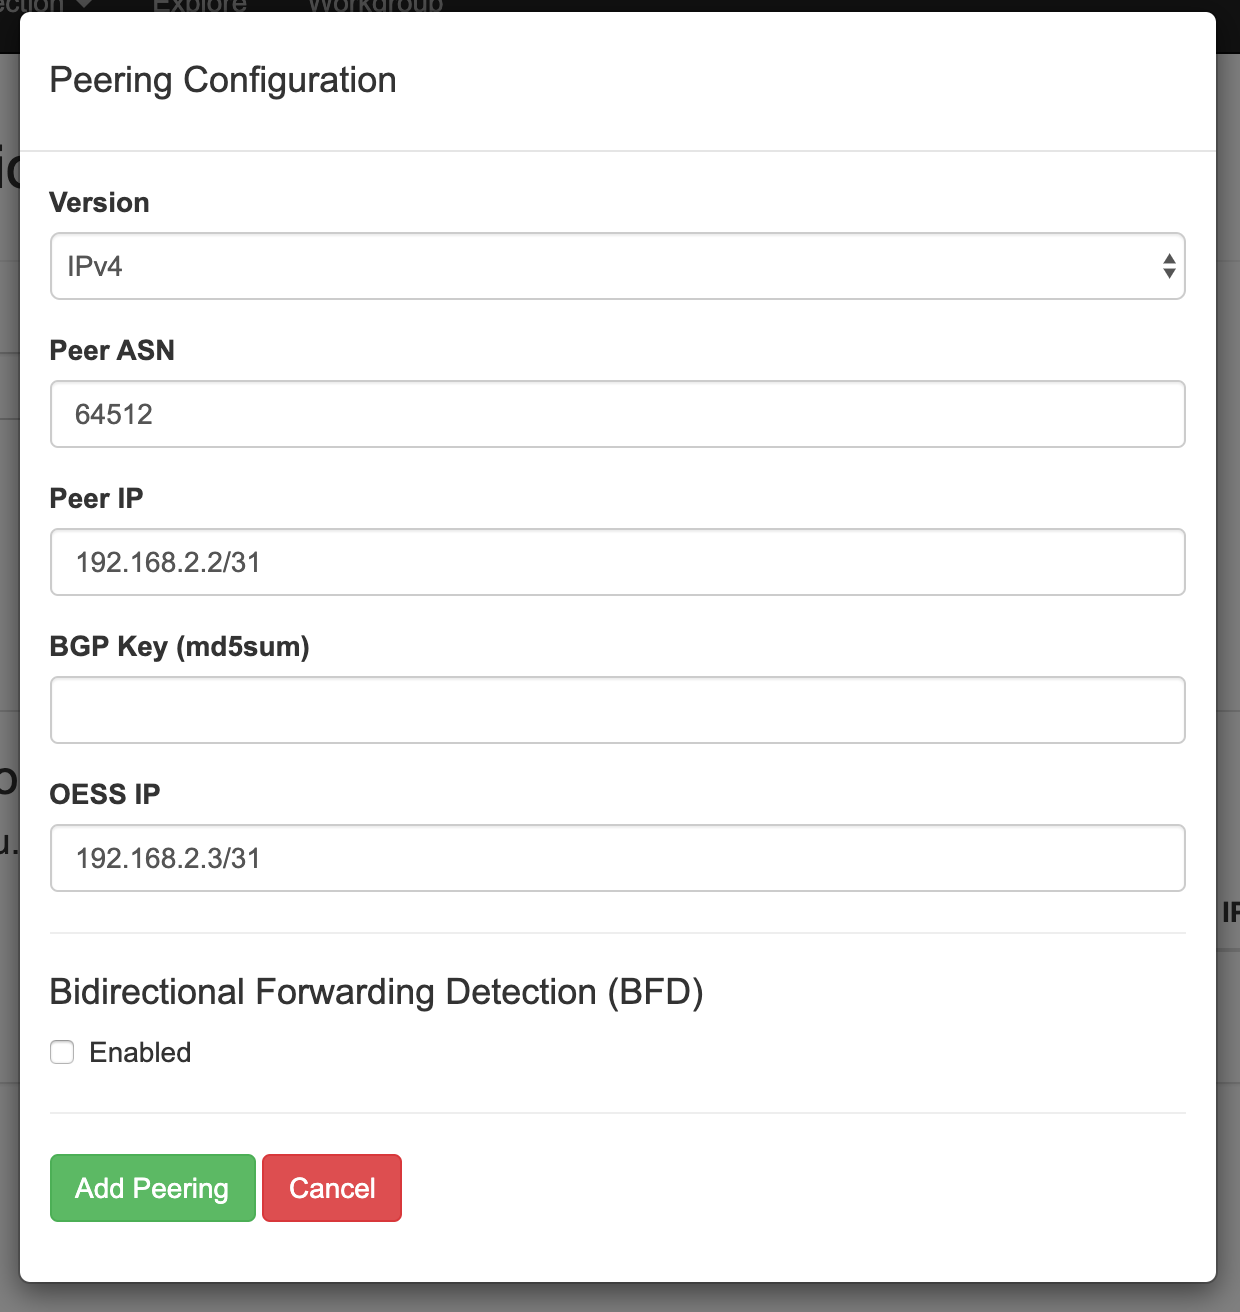 Explore Workgroup
Peering Configuration
Version
IPv4
Peer ASN
64512
Peer IP
192.168.2.2/31
BGP Key (md5sum)
OESS IP
192.168.2.3/31
Bidirectional Forwarding Detection (BFD)
Enabled
Add Peering Cancel